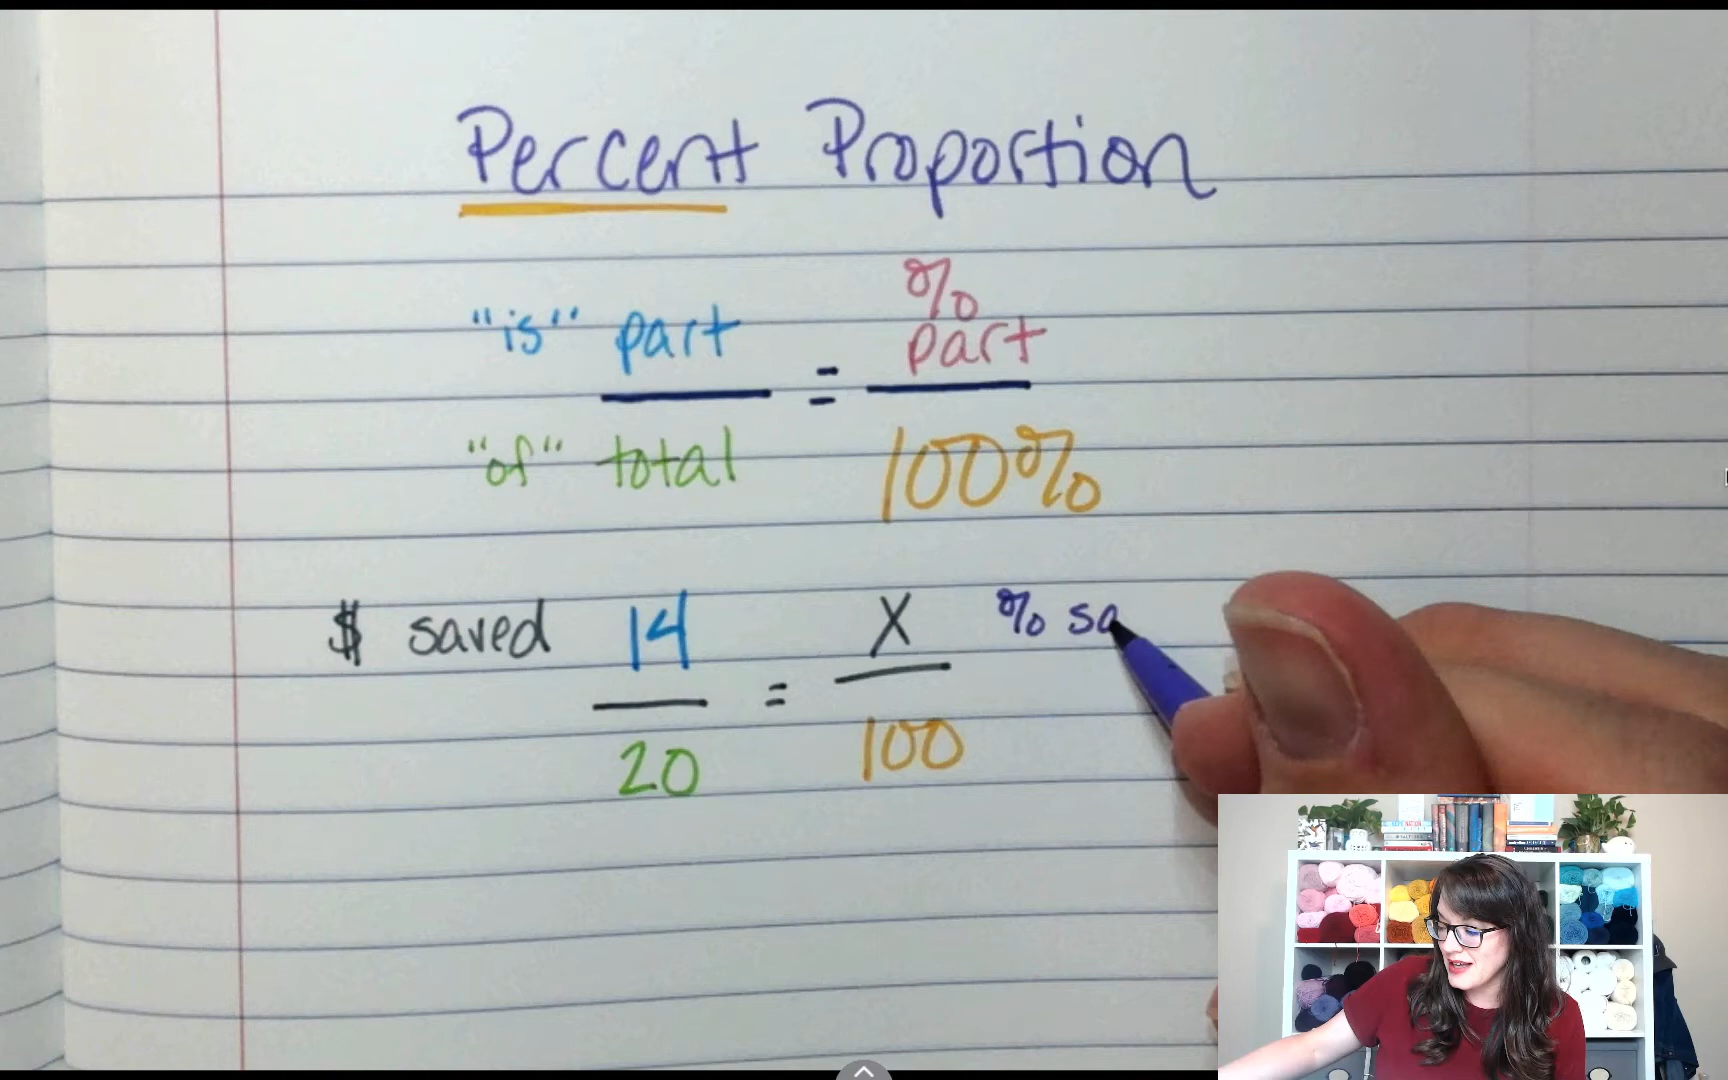 Percent Proportion
%
"is" part = part
"of" total 100%
$ saved 14 = X % sa
20 100